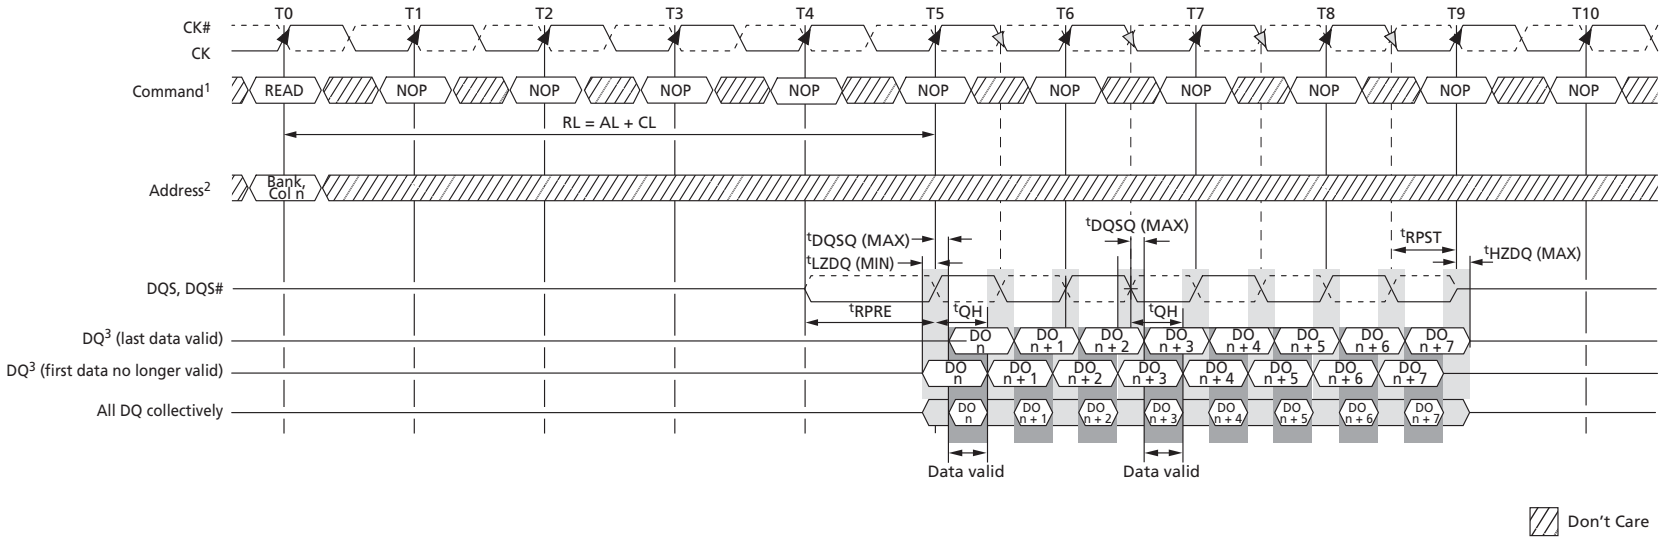 T0 T1 T2 T3 T4 T5 T6 T7 T8 T9 T10
CK#
CK
Command1 READ NOP NOP NOP NOP NOP NOP NOP NOP NOP NOP
RL = AL + CL
Address2 Bank, Col n
tDQSQ (MAX) tDQSQ (MAX) tRPST tHZDQ (MAX)
tLZDQ (MIN)
DQS, DQS#
tRPRE tQH tQH
DQ3 (last data valid) DO n DO n + 1 DO n + 2 DO n + 3 DO n + 4 DO n + 5 DO n + 6 DO n + 7
DQ3 (first data no longer valid) DO n DO n + 1 DO n + 2 DO n + 3 DO n + 4 DO n + 5 DO n + 6 DO n + 7
All DQ collectively DO n DO n + 1 DO n + 2 DO n + 3 DO n + 4 DO n + 5 DO n + 6 DO n + 7
Data valid Data valid
Don't Care